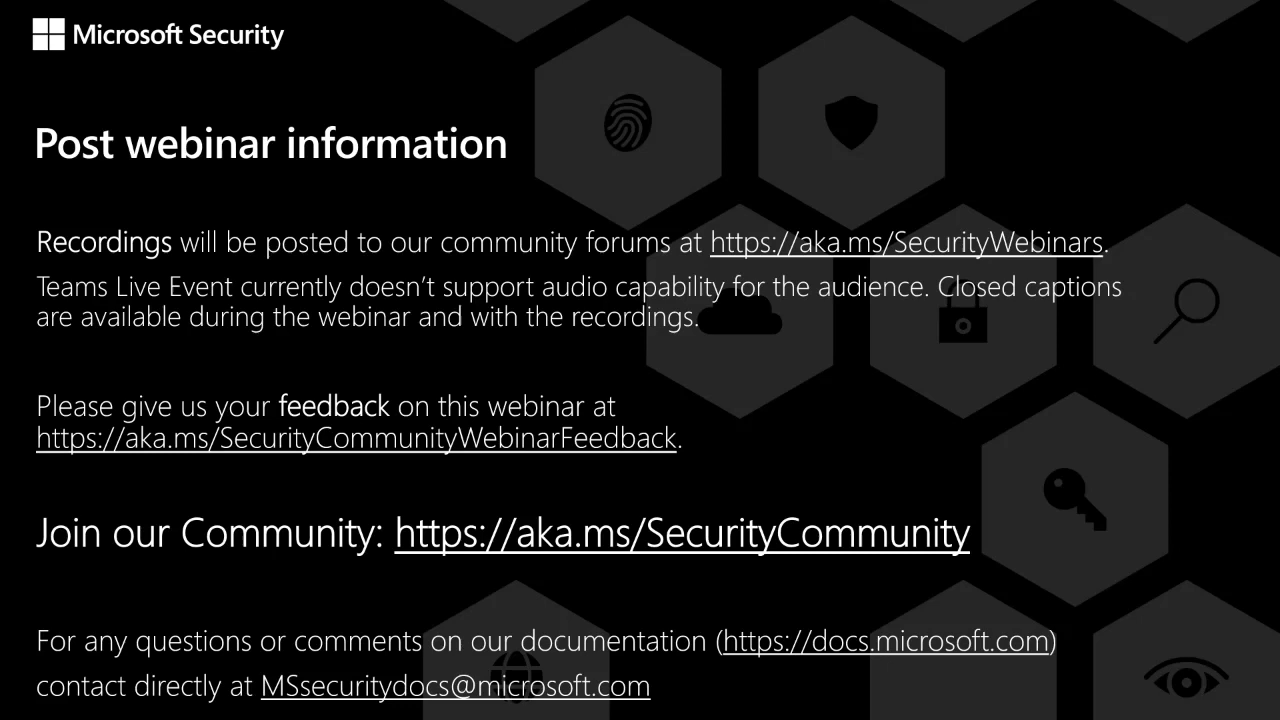 Microsoft Security
Post webinar information
Recordings will be posted to our community forums at https://aka.ms/SecurityWebinars.
Teams Live Event currently doesn’t support audio capability for the audience. Closed captions
are available during the webinar and with the recordings.
Please give us your feedback on this webinar at
https://aka.ms/SecurityCommunityWebinarFeedback.
Join our Community: https://aka.ms/SecurityCommunity
For any questions or comments on our documentation (https://docs.microsoft.com)
contact directly at MSsecuritydocs@microsoft.com